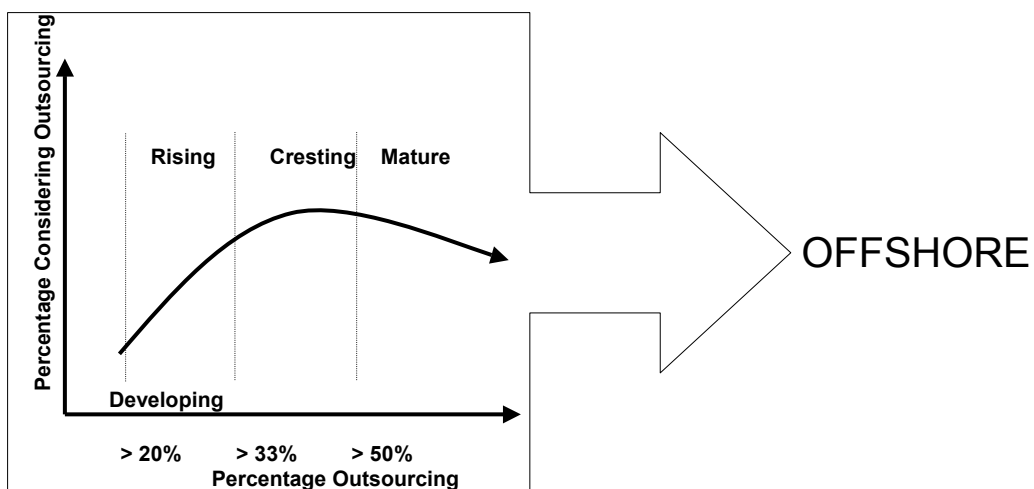 Percentage Considering Outsourcing
Rising
Cresting
Mature
OFFSHORE
Developing
> 20%
> 33%
> 50%
Percentage Outsourcing